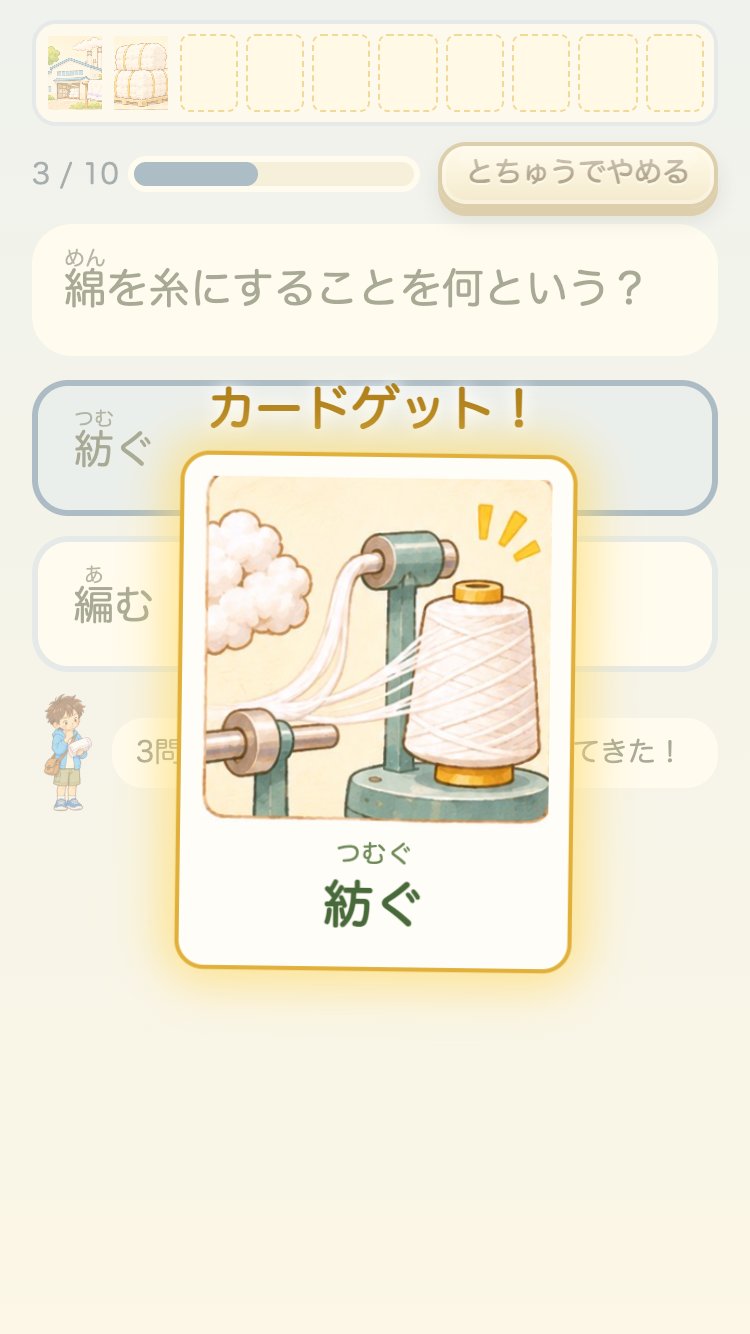 3 / 10
とちゅうでやめる
めん
綿を糸にすることを何という？
カードゲット！
つむ
紡ぐ
あ
編む
3問
てきた！
つむぐ
紡ぐ